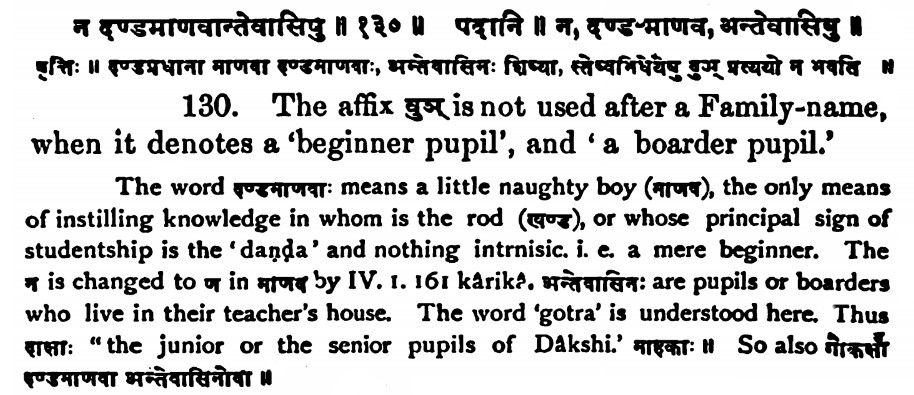 न दण्डमाणवान्तेवासिषु ॥ १३० ॥ पदानि ॥ न, दण्ड-माणव, अन्तेवासिषु ॥
वृत्तिः ॥ दण्डप्रधाना माणवा दण्डमाणवाः, अन्तेवासिनः शिष्या, स्तेष्वभिधेयेषु वुञ् प्रत्ययो न भवति ॥
130. The affix वुञ् is not used after a Family-name,
when it denotes a ‘beginner pupil’, and ‘ a boarder pupil.’
The word दण्डमाणवाः means a little naughty boy (माणव), the only means
of instilling knowledge in whom is the rod (दण्ड), or whose principal sign of
studentship is the ‘daṇḍa’ and nothing intrnisic. i. e. a mere beginner. The
न is changed to ण in माणव by IV. 1. 161 kârikâ. अन्तेवासिनः are pupils or boarders
who live in their teacher's house. The word ‘gotra’ is understood here. Thus
दाक्षाः “the junior or the senior pupils of Dâkshi.’ माहकाः ॥ So also गौकक्षा
दण्डमाणवा अन्तेवासिनोवा ॥